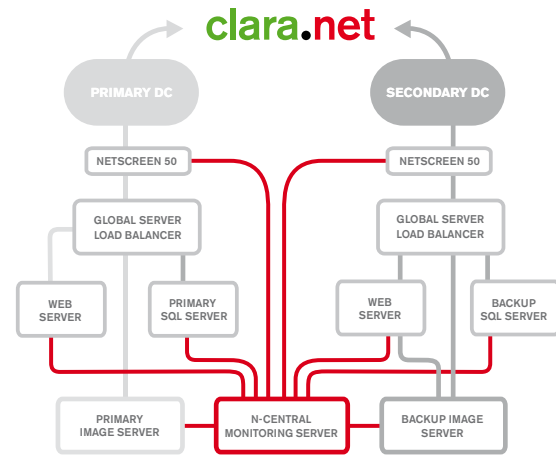 clara.net
PRIMARY DC
SECONDARY DC
NETSCREEN 50
NETSCREEN 50
GLOBAL SERVER
LOAD BALANCER
GLOBAL SERVER
LOAD BALANCER
WEB
SERVER
PRIMARY
SQL SERVER
WEB
SERVER
BACKUP
SQL SERVER
PRIMARY
IMAGE SERVER
N-CENTRAL
MONITORING SERVER
BACKUP IMAGE
SERVER